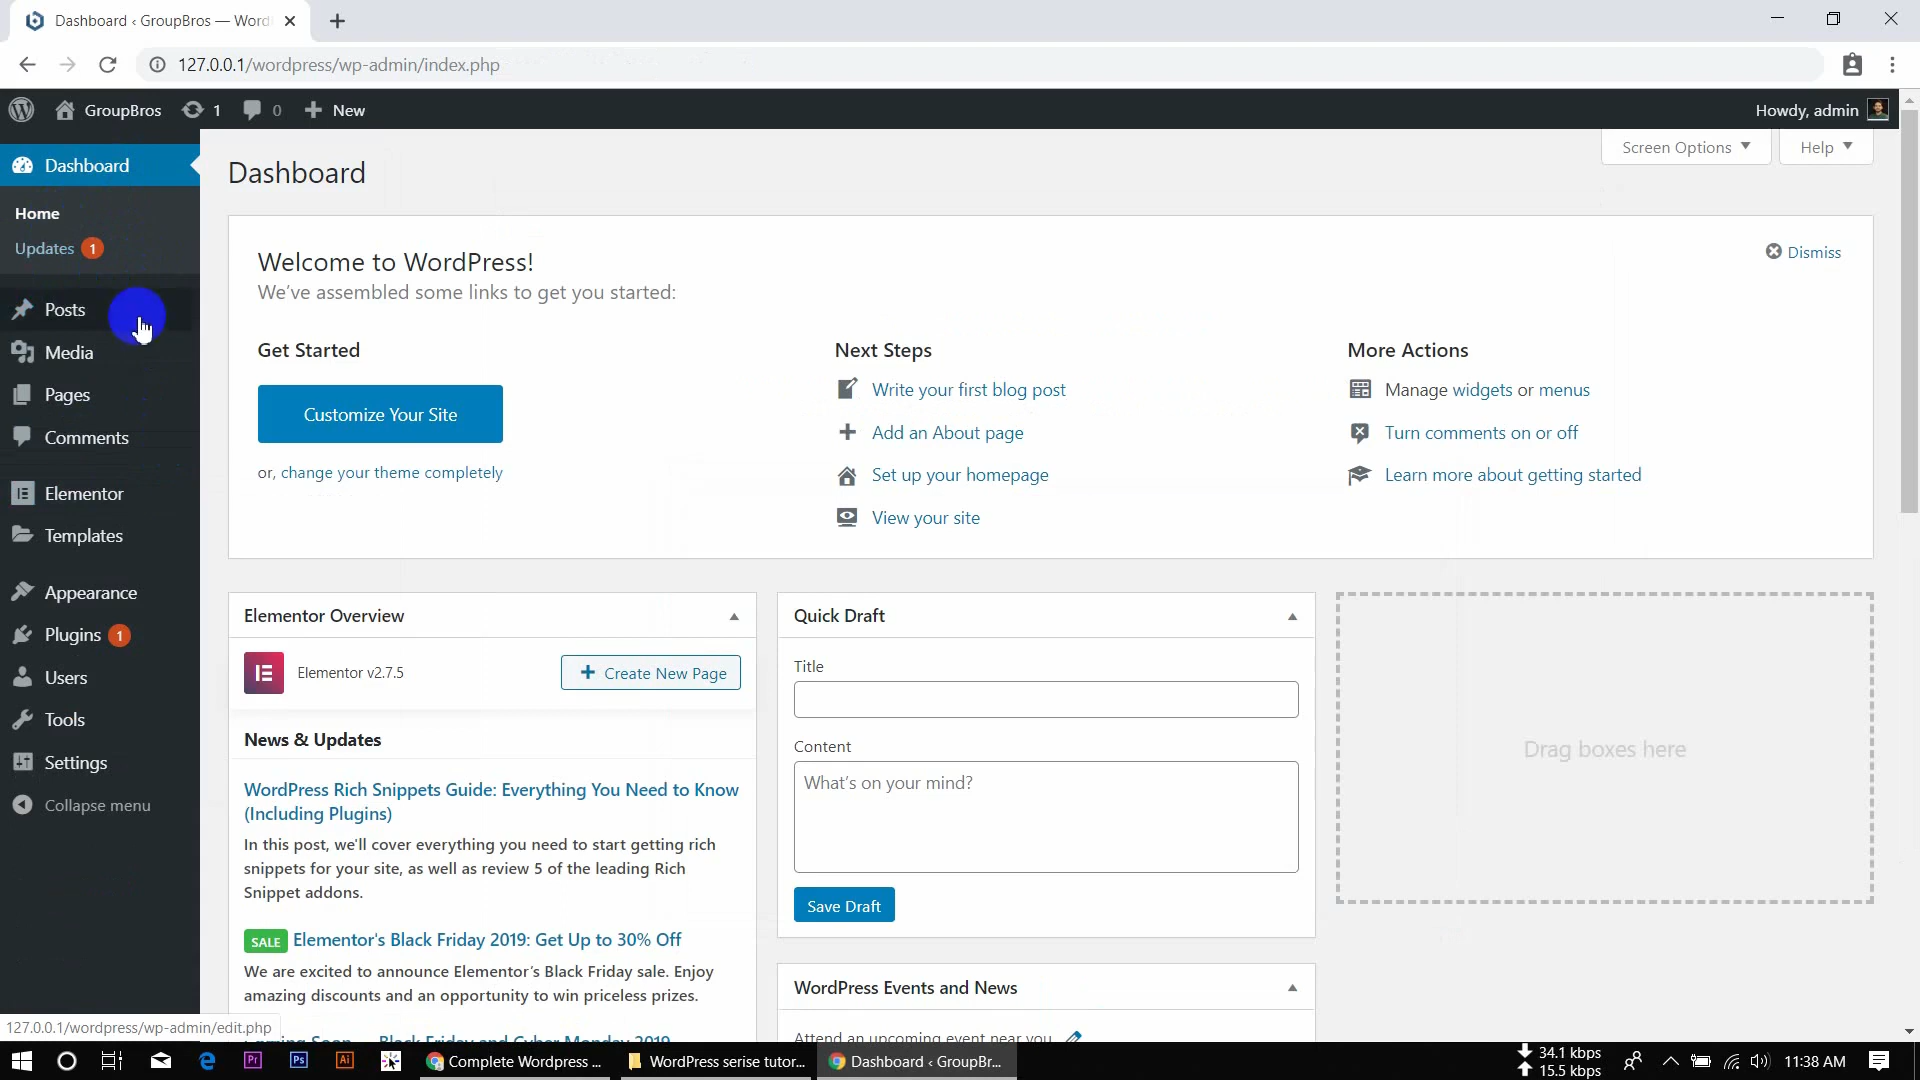 Dashboard ‹ GroupBros — Word
127.0.0.1/wordpress/wp-admin/index.php
GroupBros 1 0 New
Howdy, admin
Dashboard
Home
Updates 1
Posts
Media
Pages
Comments
Elementor
Templates
Appearance
Plugins 1
Users
Tools
Settings
Collapse menu
Dashboard
Screen Options
Help
Welcome to WordPress!
We've assembled some links to get you started:
Dismiss
Get Started
Customize Your Site
or, change your theme completely
Next Steps
Write your first blog post
Add an About page
Set up your homepage
View your site
More Actions
Manage widgets or menus
Turn comments on or off
Learn more about getting started
Elementor Overview
Elementor v2.7.5
Create New Page
News & Updates
WordPress Rich Snippets Guide: Everything You Need to Know
(Including Plugins)
In this post, we'll cover everything you need to start getting rich
snippets for your site, as well as review 5 of the leading Rich
Snippet addons.
SALE Elementor's Black Friday 2019: Get Up to 30% Off
We are excited to announce Elementor's Black Friday sale. Enjoy
amazing discounts and an opportunity to win priceless prizes.
Coming Soon – Black Friday and Cyber Monday 2019
Quick Draft
Title
Content
What's on your mind?
Save Draft
WordPress Events and News
Attend an upcoming event near you
Drag boxes here
127.0.0.1/wordpress/wp-admin/edit.php
Pr
Ps
Ai
Complete Wordpress ...
WordPress serise tutor...
Dashboard ‹ GroupBr...
34.1 kbps
15.5 kbps
11:38 AM